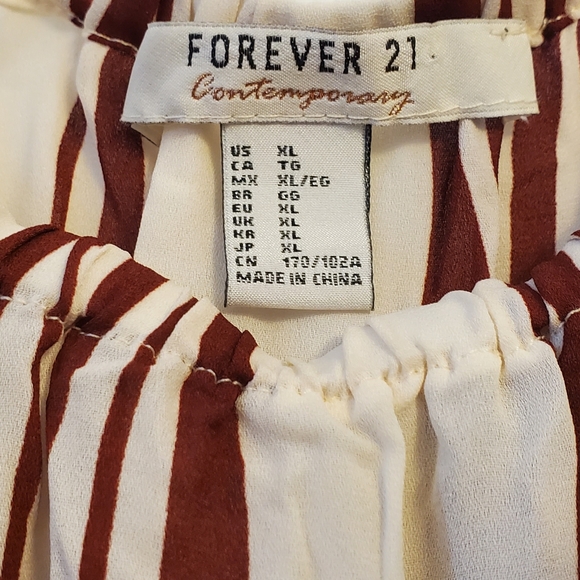 FOREVER 21
Contemporary
US XL
CA TG
MX XL/EG
BR GG
EU XL
UK XL
KR XL
JP XL
CN 170/102A
MADE IN CHINA